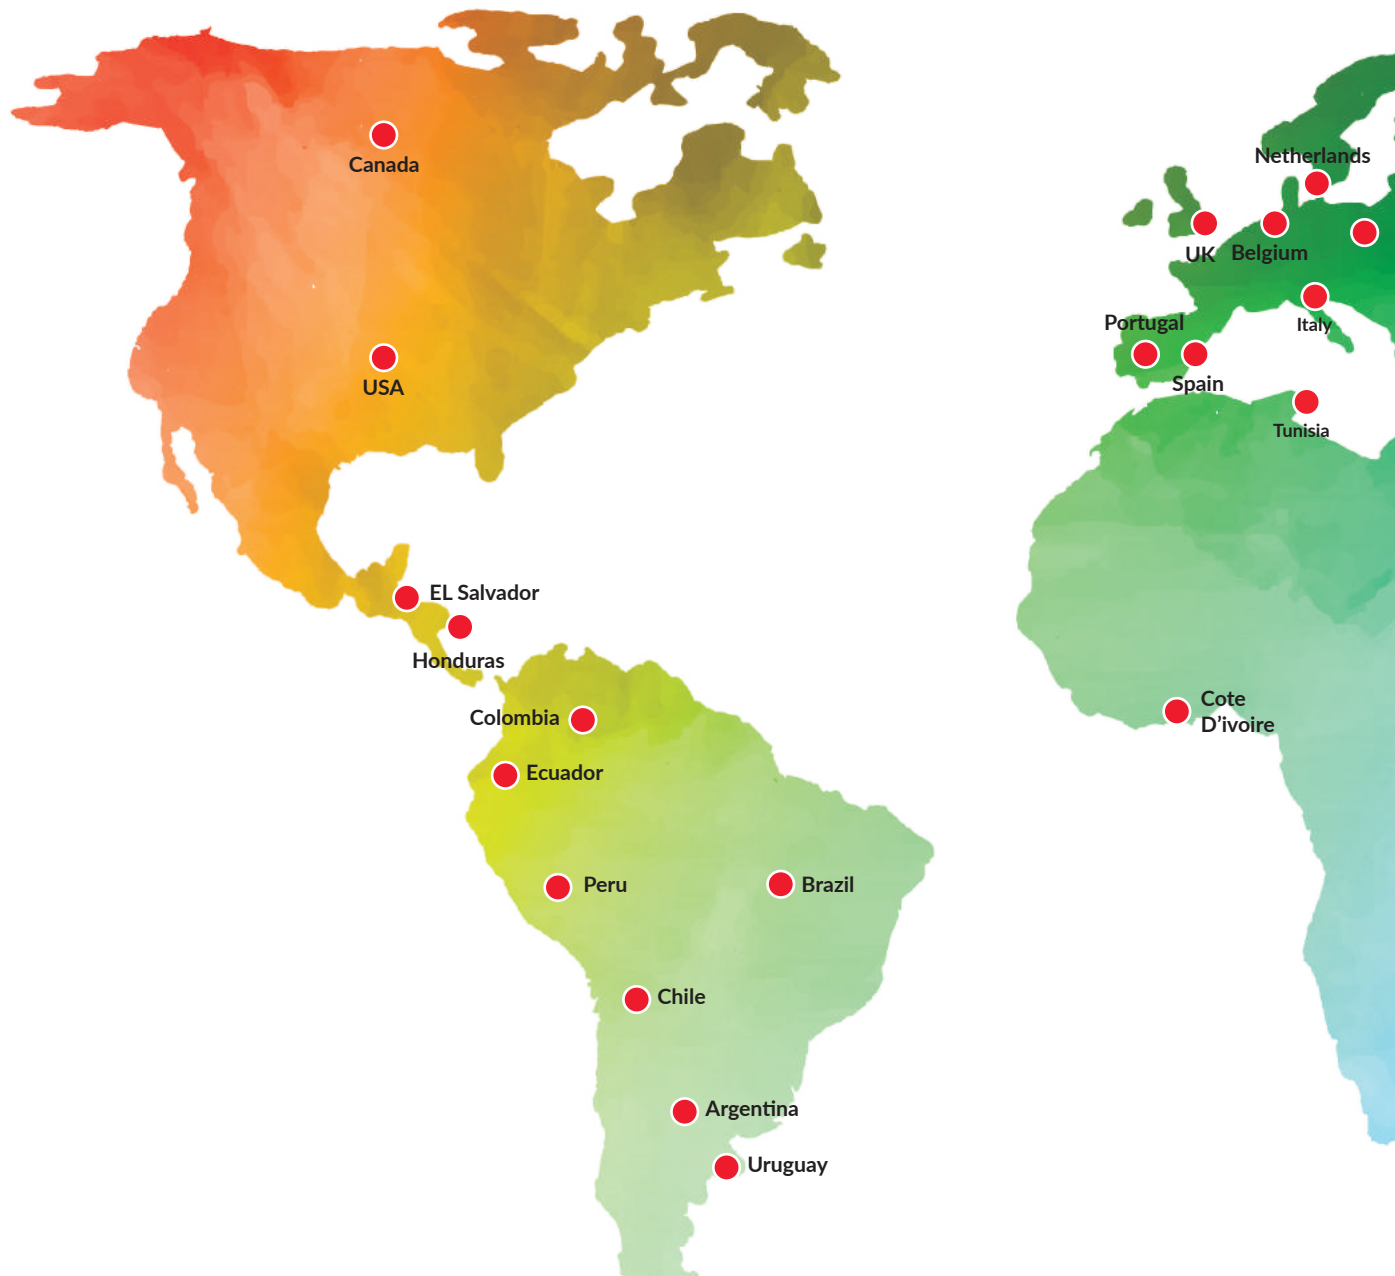 Canada
Netherlands
UK
Belgium
Portugal
Italy
USA
Spain
Tunisia
EL Salvador
Honduras
Cote
D'ivoire
Colombia
Ecuador
Peru
Brazil
Chile
Argentina
Uruguay